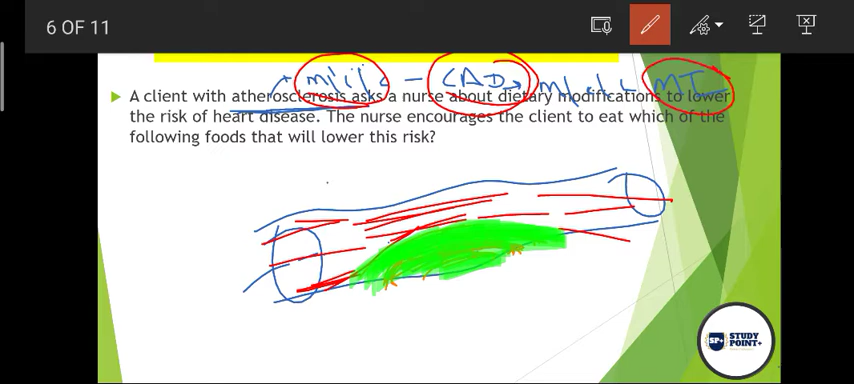 6 OF 11
m/c/c - CAD m/c/c MI
A client with atherosclerosis asks a nurse about dietary modifications to lower
the risk of heart disease. The nurse encourages the client to eat which of the
following foods that will lower this risk?
SP+ STUDY
POINT+